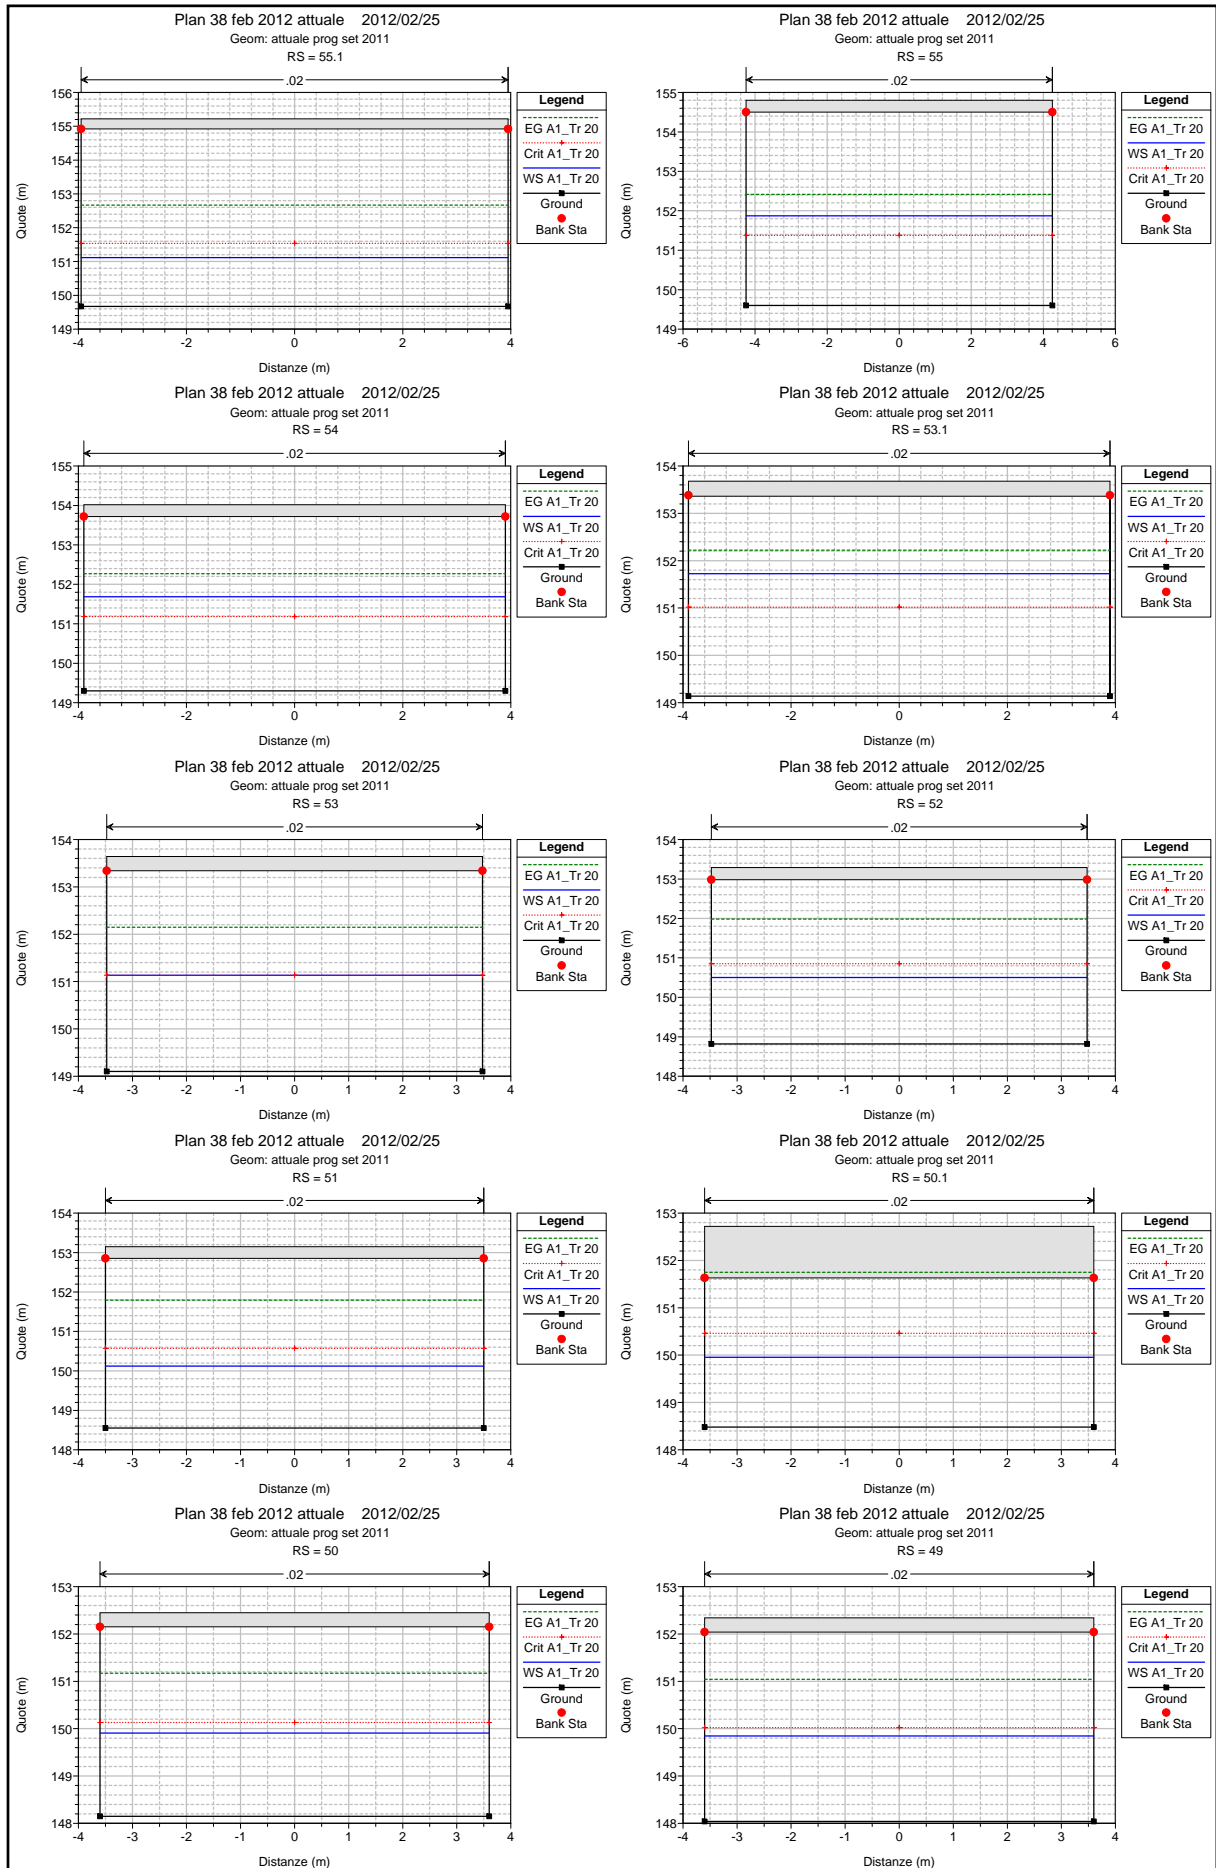 Plan 38 feb 2012 attuale 2012/02/25
Geom: attuale prog set 2011
RS = 55.1
.02
156
155
154
153
152
151
150
149
-4 -2 0 2 4
Quote (m)
Distanze (m)
Legend
EG A1_Tr 20
Crit A1_Tr 20
WS A1_Tr 20
Ground
Bank Sta
Plan 38 feb 2012 attuale 2012/02/25
Geom: attuale prog set 2011
RS = 55
.02
155
154
153
152
151
150
149
-6 -4 -2 0 2 4 6
Quote (m)
Distanze (m)
Legend
EG A1_Tr 20
WS A1_Tr 20
Crit A1_Tr 20
Ground
Bank Sta
Plan 38 feb 2012 attuale 2012/02/25
Geom: attuale prog set 2011
RS = 54
.02
155
154
153
152
151
150
149
-4 -2 0 2 4
Quote (m)
Distanze (m)
Legend
EG A1_Tr 20
WS A1_Tr 20
Crit A1_Tr 20
Ground
Bank Sta
Plan 38 feb 2012 attuale 2012/02/25
Geom: attuale prog set 2011
RS = 53.1
.02
154
153
152
151
150
149
-4 -2 0 2 4
Quote (m)
Distanze (m)
Legend
EG A1_Tr 20
WS A1_Tr 20
Crit A1_Tr 20
Ground
Bank Sta
Plan 38 feb 2012 attuale 2012/02/25
Geom: attuale prog set 2011
RS = 53
.02
154
153
152
151
150
149
-4 -3 -2 -1 0 1 2 3 4
Quote (m)
Distanze (m)
Legend
EG A1_Tr 20
WS A1_Tr 20
Crit A1_Tr 20
Ground
Bank Sta
Plan 38 feb 2012 attuale 2012/02/25
Geom: attuale prog set 2011
RS = 52
.02
154
153
152
151
150
149
148
-4 -3 -2 -1 0 1 2 3 4
Quote (m)
Distanze (m)
Legend
EG A1_Tr 20
Crit A1_Tr 20
WS A1_Tr 20
Ground
Bank Sta
Plan 38 feb 2012 attuale 2012/02/25
Geom: attuale prog set 2011
RS = 51
.02
154
153
152
151
150
149
148
-4 -3 -2 -1 0 1 2 3 4
Quote (m)
Distanze (m)
Legend
EG A1_Tr 20
Crit A1_Tr 20
WS A1_Tr 20
Ground
Bank Sta
Plan 38 feb 2012 attuale 2012/02/25
Geom: attuale prog set 2011
RS = 50.1
.02
153
152
151
150
149
148
-4 -3 -2 -1 0 1 2 3 4
Quote (m)
Distanze (m)
Legend
EG A1_Tr 20
Crit A1_Tr 20
WS A1_Tr 20
Ground
Bank Sta
Plan 38 feb 2012 attuale 2012/02/25
Geom: attuale prog set 2011
RS = 50
.02
153
152
151
150
149
148
-4 -3 -2 -1 0 1 2 3 4
Quote (m)
Distanze (m)
Legend
EG A1_Tr 20
Crit A1_Tr 20
WS A1_Tr 20
Ground
Bank Sta
Plan 38 feb 2012 attuale 2012/02/25
Geom: attuale prog set 2011
RS = 49
.02
153
152
151
150
149
148
-4 -3 -2 -1 0 1 2 3 4
Quote (m)
Distanze (m)
Legend
EG A1_Tr 20
Crit A1_Tr 20
WS A1_Tr 20
Ground
Bank Sta